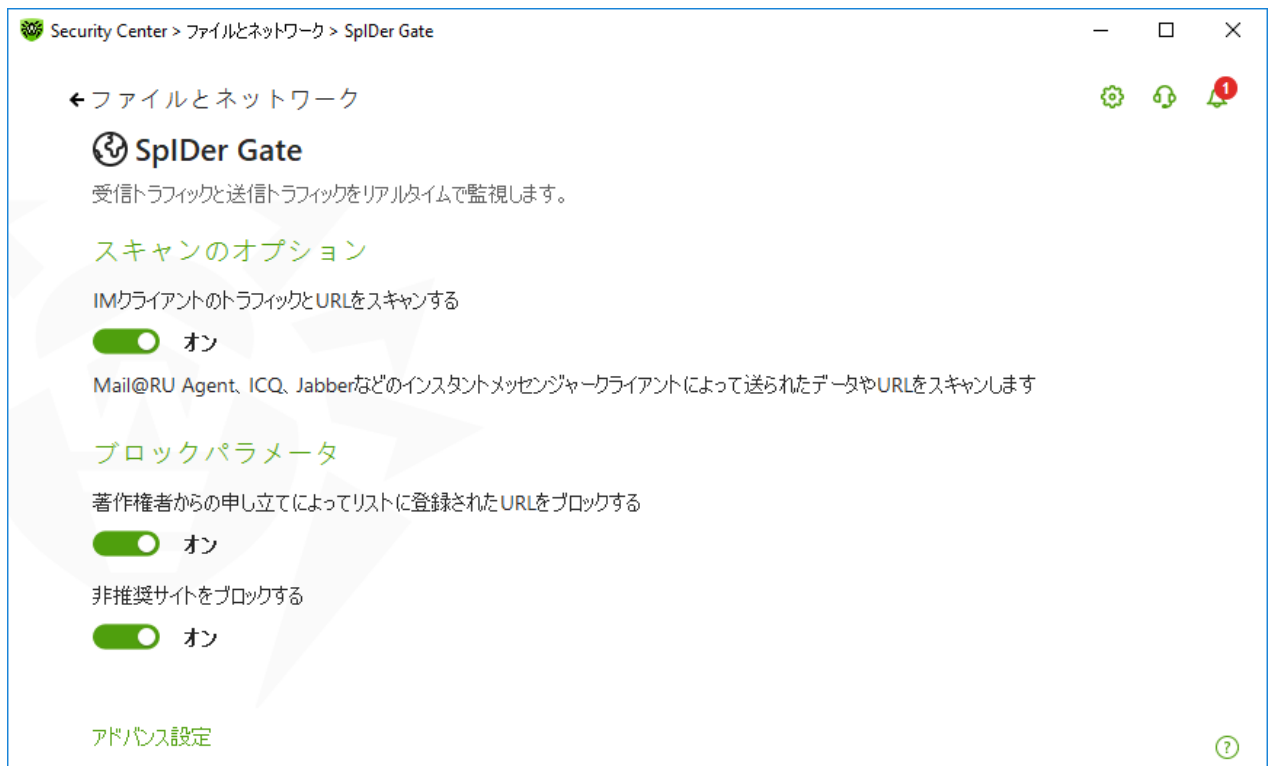 Security Center > ファイルとネットワーク > SpIDer Gate
ファイルとネットワーク
1
SpIDer Gate
受信トラフィックと送信トラフィックをリアルタイムで監視します。
スキャンのオプション
IMクライアントのトラフィックとURLをスキャンする
オン
Mail@RU Agent、ICQ、Jabberなどのインスタントメッセンジャークライアントによって送られたデータやURLをスキャンします
ブロックパラメータ
著作権者からの申し立てによってリストに登録されたURLをブロックする
オン
非推奨サイトをブロックする
オン
アドバンス設定
?